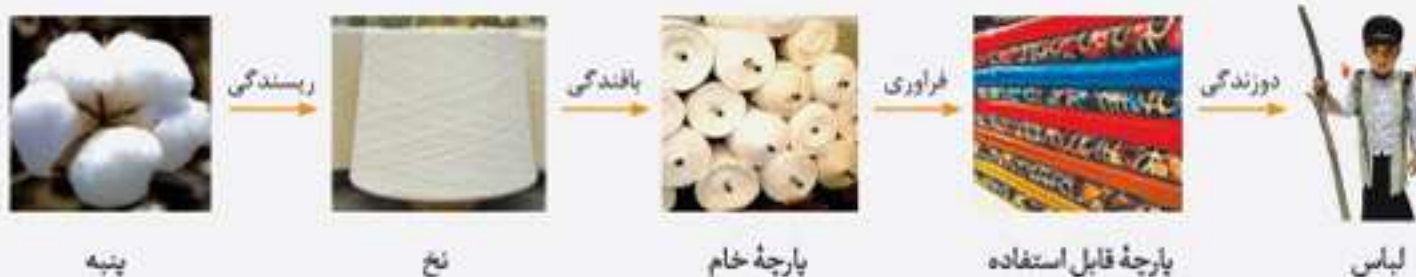 ریسندگی
بافندگی
فراوری
دوزندگی
پنبه
نخ
پارچهٔ خام
پارچهٔ قابل استفاده
لباس